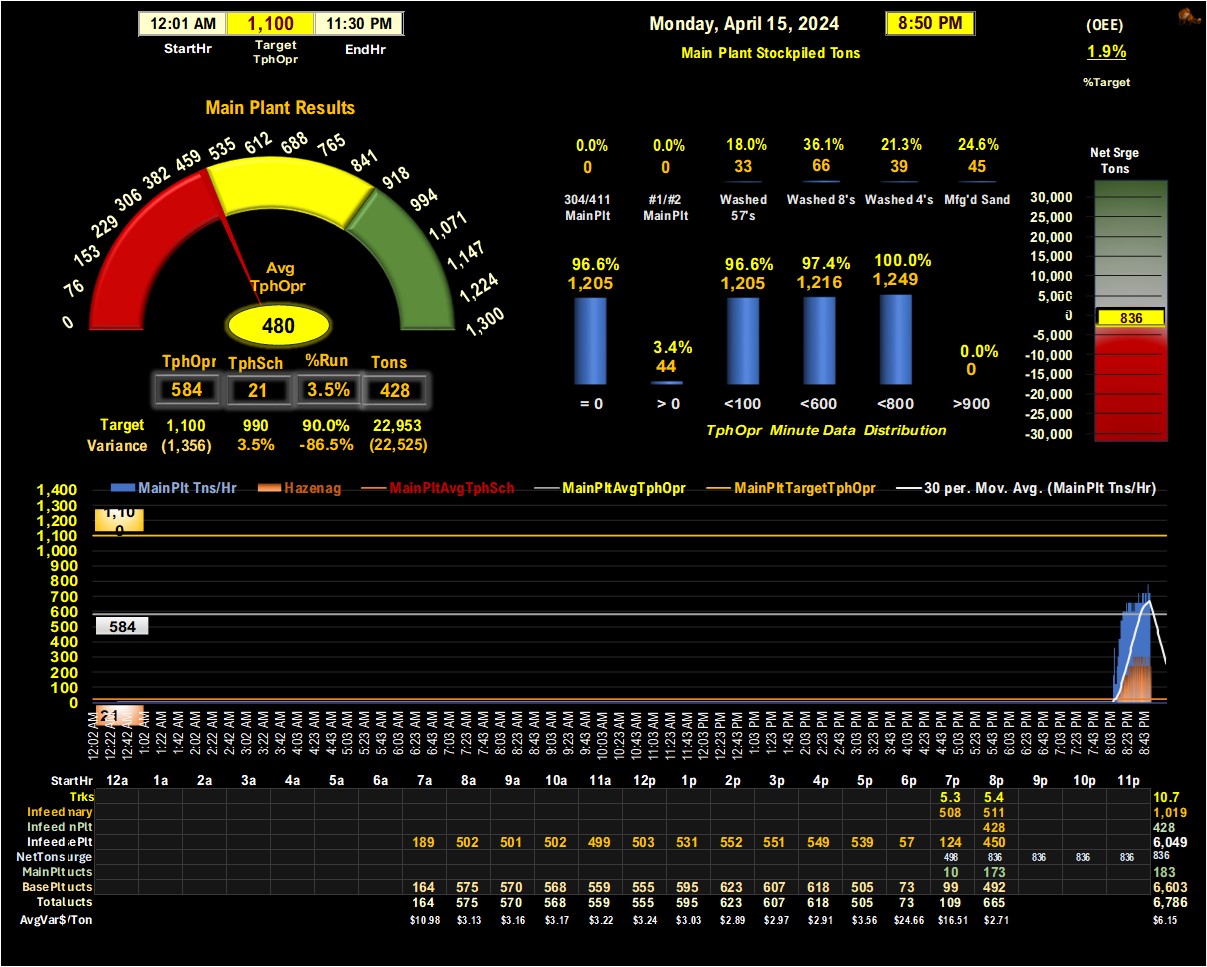 12:01 AM 1,100 11:30 PM
StartHr Target TphOpr EndHr
Monday, April 15, 2024 8:50 PM
Main Plant Stockpiled Tons
(OEE)
1.9%
%Target
Main Plant Results
0 76 153 229 306 382 459 535 612 688 765 841 918 994 1,071 1,147 1,224 1,300
Avg
TphOpr
480
TphOpr TphSch %Run Tons
584 21 3.5% 428
Target 1,100 990 90.0% 22,953
Variance (1,356) 3.5% -86.5% (22,525)
0.0% 0.0% 18.0% 36.1% 21.3% 24.6%
0 0 33 66 39 45
304/411 #1/#2 Washed Washed 8's Washed 4's Mfg'd Sand
MainPlt MainPlt 57's
96.6% 3.4% 96.6% 97.4% 100.0% 0.0%
1,205 44 1,205 1,216 1,249 0
= 0 > 0 <100 <600 <800 >900
TphOpr Minute Data Distribution
Net Srge
Tons
30,000
25,000
20,000
15,000
10,000
5,000
0
836
-5,000
-10,000
-15,000
-20,000
-25,000
-30,000
MainPlt Tns/Hr Hazenag MainPltAvgTphSch MainPltAvgTphOpr MainPltTargetTphOpr 30 per. Mov. Avg. (MainPlt Tns/Hr)
1,400
1,300
1,200
1,100
1,000
900
800
700
600
500
400
300
200
100
0
1,100
584
21
12:02 AM 12:22 AM 12:42 AM 1:02 AM 1:22 AM 1:42 AM 2:02 AM 2:22 AM 2:42 AM 3:02 AM 3:22 AM 3:42 AM 4:03 AM 4:23 AM 4:43 AM 5:03 AM 5:23 AM 5:43 AM 6:03 AM 6:23 AM 6:43 AM 7:03 AM 7:23 AM 7:43 AM 8:03 AM 8:23 AM 8:43 AM 9:03 AM 9:23 AM 9:43 AM 10:03 AM 10:23 AM 10:43 AM 11:03 AM 11:23 AM 11:43 AM 12:03 PM 12:23 PM 12:43 PM 1:03 PM 1:23 PM 1:43 PM 2:03 PM 2:23 PM 2:43 PM 3:03 PM 3:23 PM 3:43 PM 4:03 PM 4:23 PM 4:43 PM 5:03 PM 5:23 PM 5:43 PM 6:03 PM 6:23 PM 6:43 PM 7:03 PM 7:23 PM 7:43 PM 8:03 PM 8:23 PM 8:43 PM
StartHr 12a 1a 2a 3a 4a 5a 6a 7a 8a 9a 10a 11a 12p 1p 2p 3p 4p 5p 6p 7p 8p 9p 10p 11p
Trks 5.3 5.4 10.7
Infeed mary 508 511 1,019
Infeed nPlt 428 428
Infeed ePlt 189 502 501 502 499 503 531 552 551 549 539 57 124 450 6,049
NetTons urge 498 836 836 836 836 836
MainPlt ucts 10 173 183
BasePlt ucts 164 575 570 568 559 555 595 623 607 618 505 73 99 492 6,603
Total ucts 164 575 570 568 559 555 595 623 607 618 505 73 109 665 6,786
AvgVar$/Ton $10.98 $3.13 $3.16 $3.17 $3.22 $3.24 $3.03 $2.89 $2.97 $2.91 $3.56 $24.66 $16.51 $2.71 $6.15